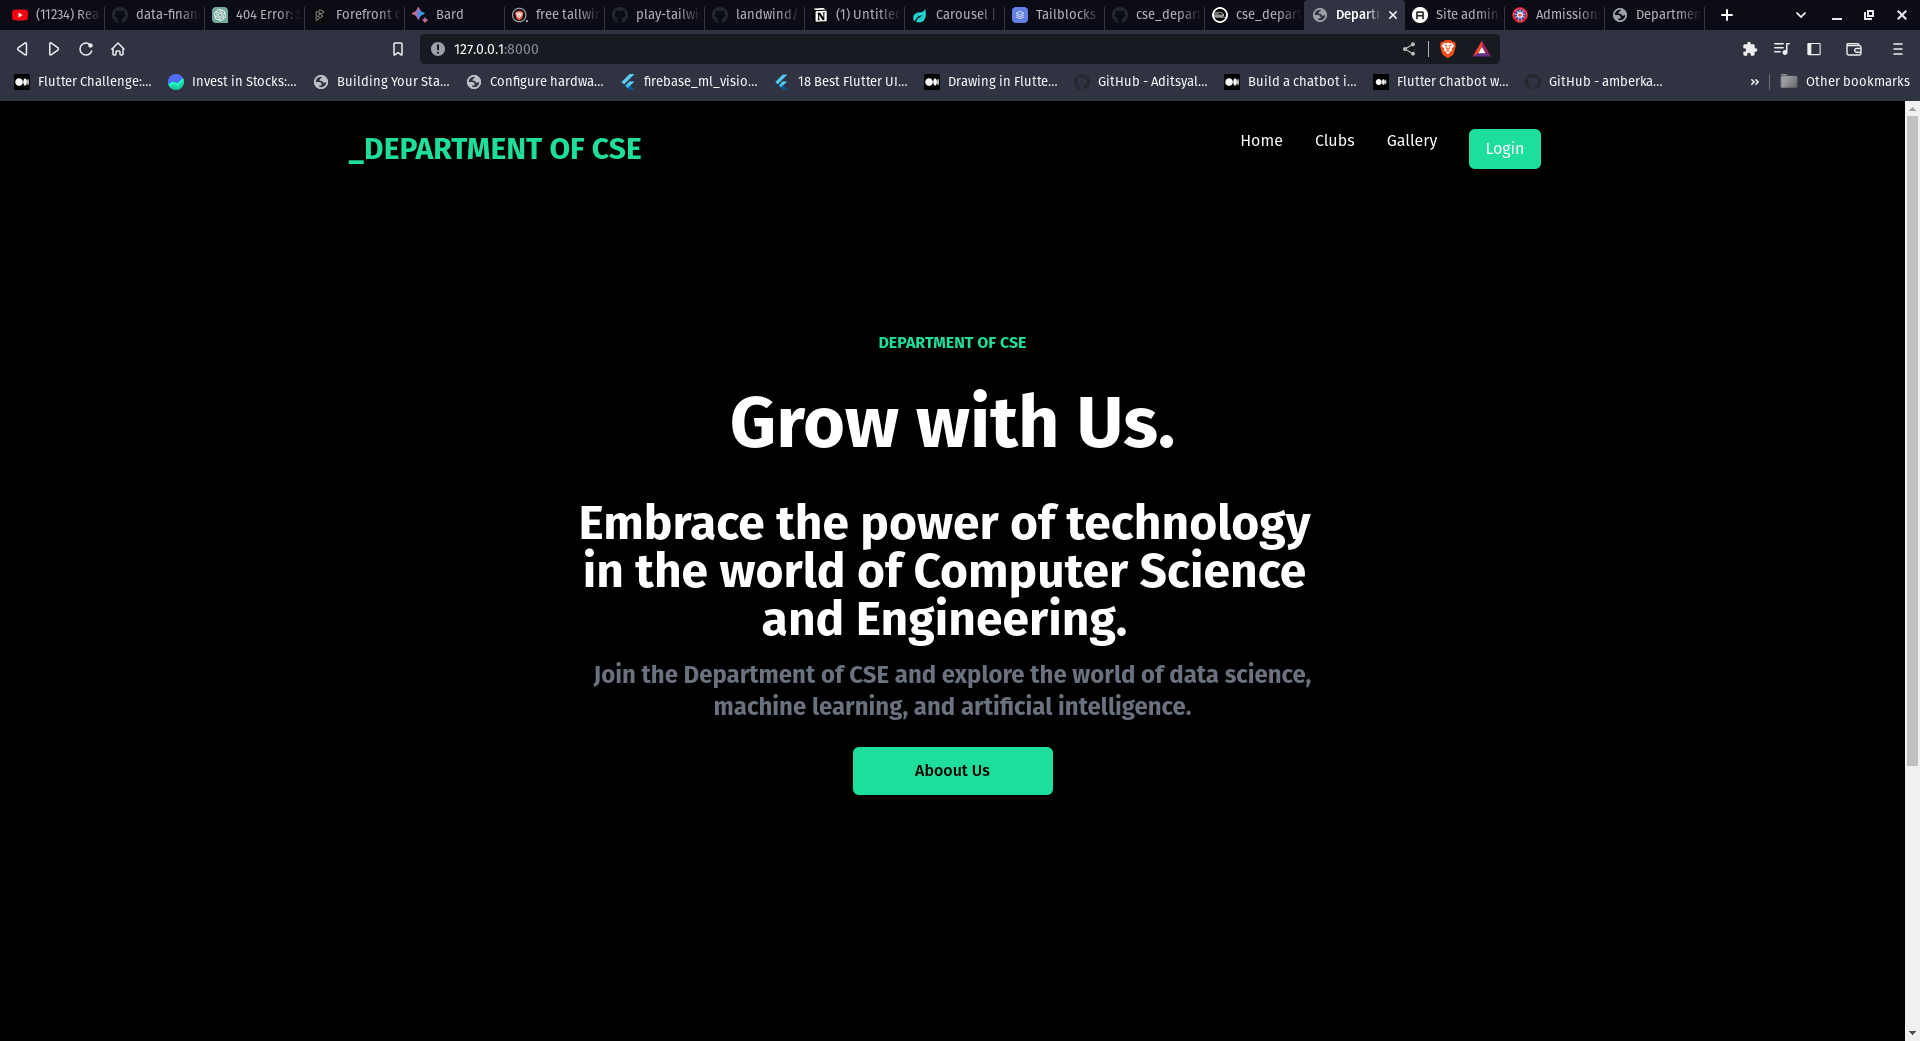 (11234) Rea
data-finan
404 Error:
Forefront
Bard
free tallwin
play-tailwi
landwind/
(1) Untitled
Carousel
Tailblocks
cse_depar
cse_depar
Departm
Site admin
Admission
Departmen
127.0.0.1:8000
Flutter Challenge:...
Invest in Stocks:...
Building Your Sta...
Configure hardwa...
firebase_ml_visio...
18 Best Flutter UI...
Drawing in Flutte...
GitHub - Aditsyal...
Build a chatbot i...
Flutter Chatbot w...
GitHub - amberka...
Other bookmarks
_DEPARTMENT OF CSE
Home
Clubs
Gallery
Login
DEPARTMENT OF CSE
Grow with Us.
Embrace the power of technology
in the world of Computer Science
and Engineering.
Join the Department of CSE and explore the world of data science,
machine learning, and artificial intelligence.
Aboout Us